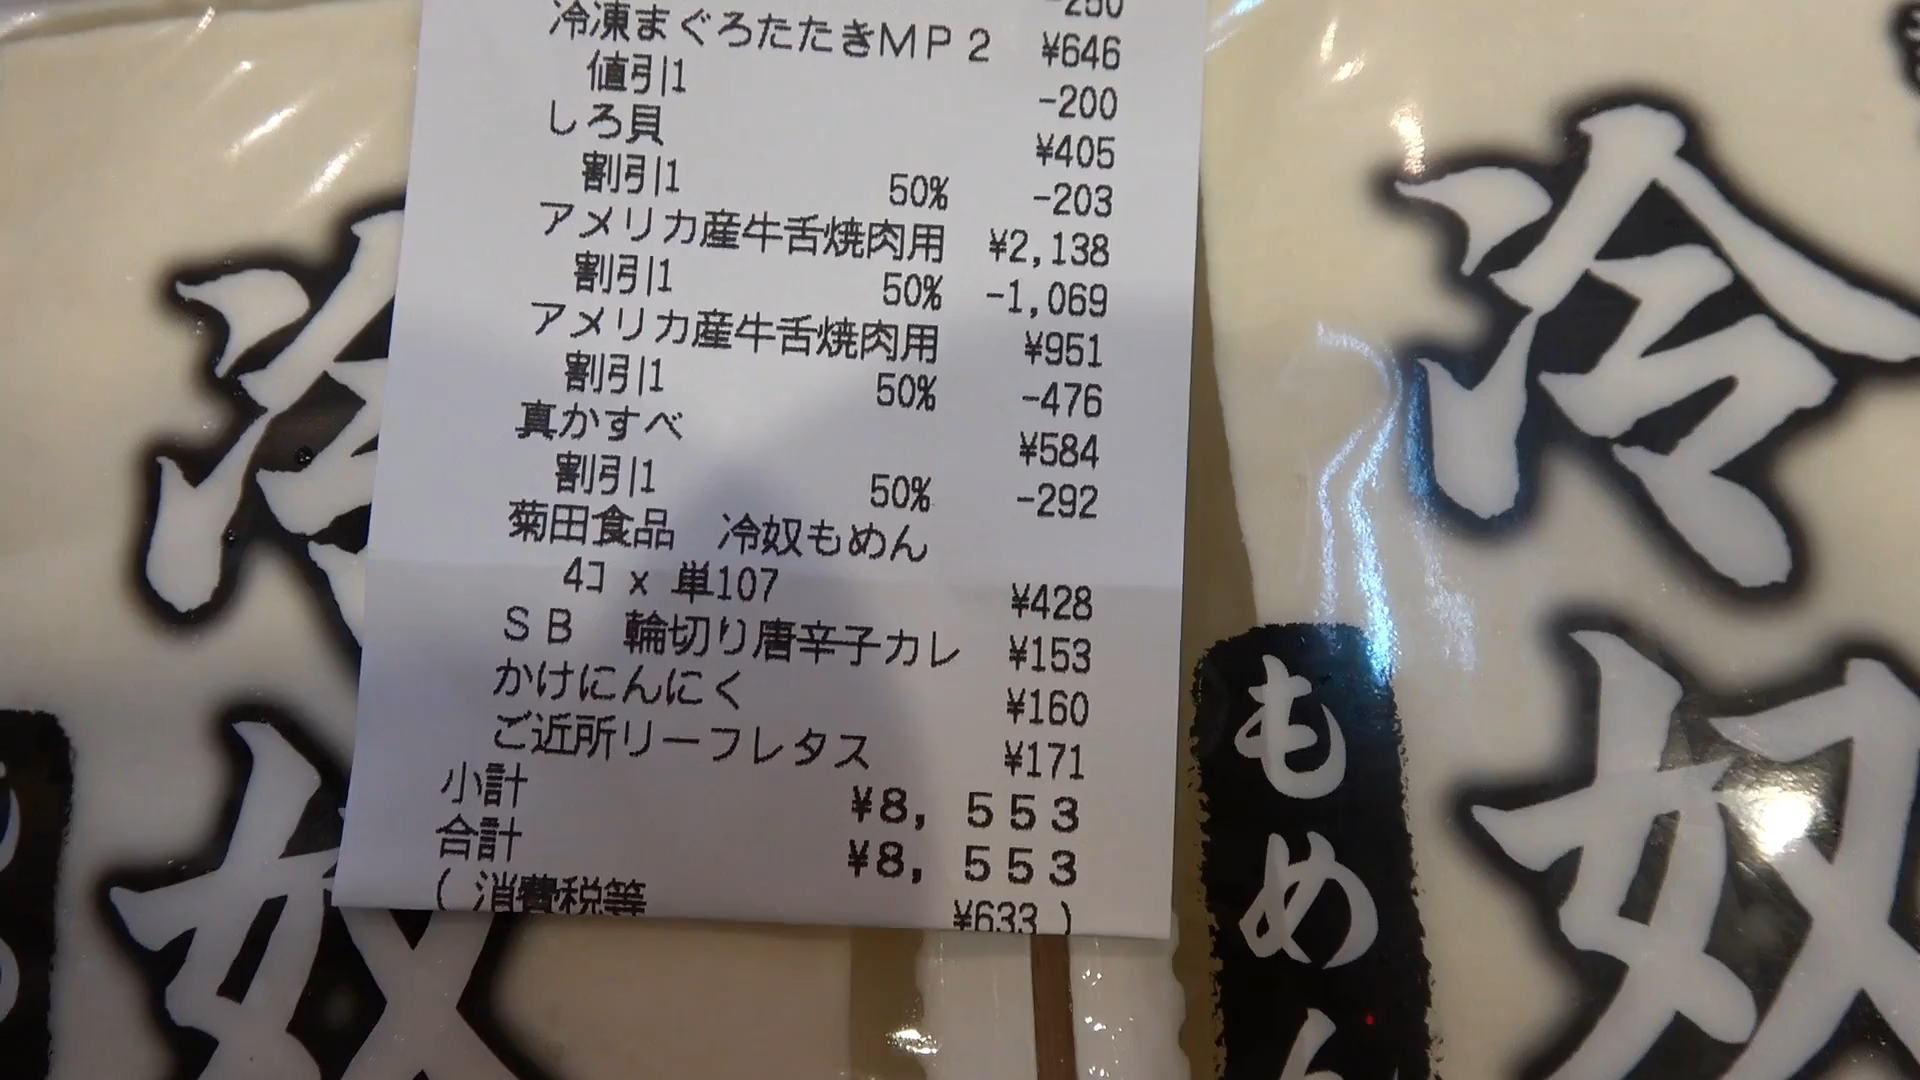 -250
冷凍まぐろたたきMP2 ¥646
値引1 -200
しろ貝 ¥405
割引1 50% -203
アメリカ産牛舌焼肉用 ¥2,138
割引1 50% -1,069
アメリカ産牛舌焼肉用 ¥951
割引1 50% -476
真かすべ ¥584
割引1 50% -292
菊田食品 冷奴もめん
4コ x 単107 ¥428
SB 輪切り唐辛子カレ ¥153
かけにんにく ¥160
ご近所リーフレタス ¥171
小計 ¥8,553
合計 ¥8,553
(消費税等 ¥633)
冷奴
もめん
冷奴